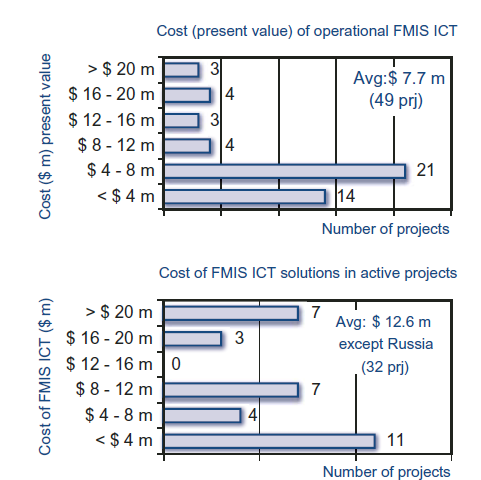 Cost (present value) of operational FMIS ICT
Cost ($ m) present value
> $ 20 m 3
$ 16 - 20 m 4
$ 12 - 16 m 3
$ 8 - 12 m 4
$ 4 - 8 m 21
< $ 4 m 14
Avg:$ 7.7 m
(49 prj)
Number of projects
Cost of FMIS ICT solutions in active projects
Cost of FMIS ICT ($ m)
> $ 20 m 7
$ 16 - 20 m 3
$ 12 - 16 m 0
$ 8 - 12 m 7
$ 4 - 8 m 4
< $ 4 m 11
Avg: $ 12.6 m
except Russia
(32 prj)
Number of projects